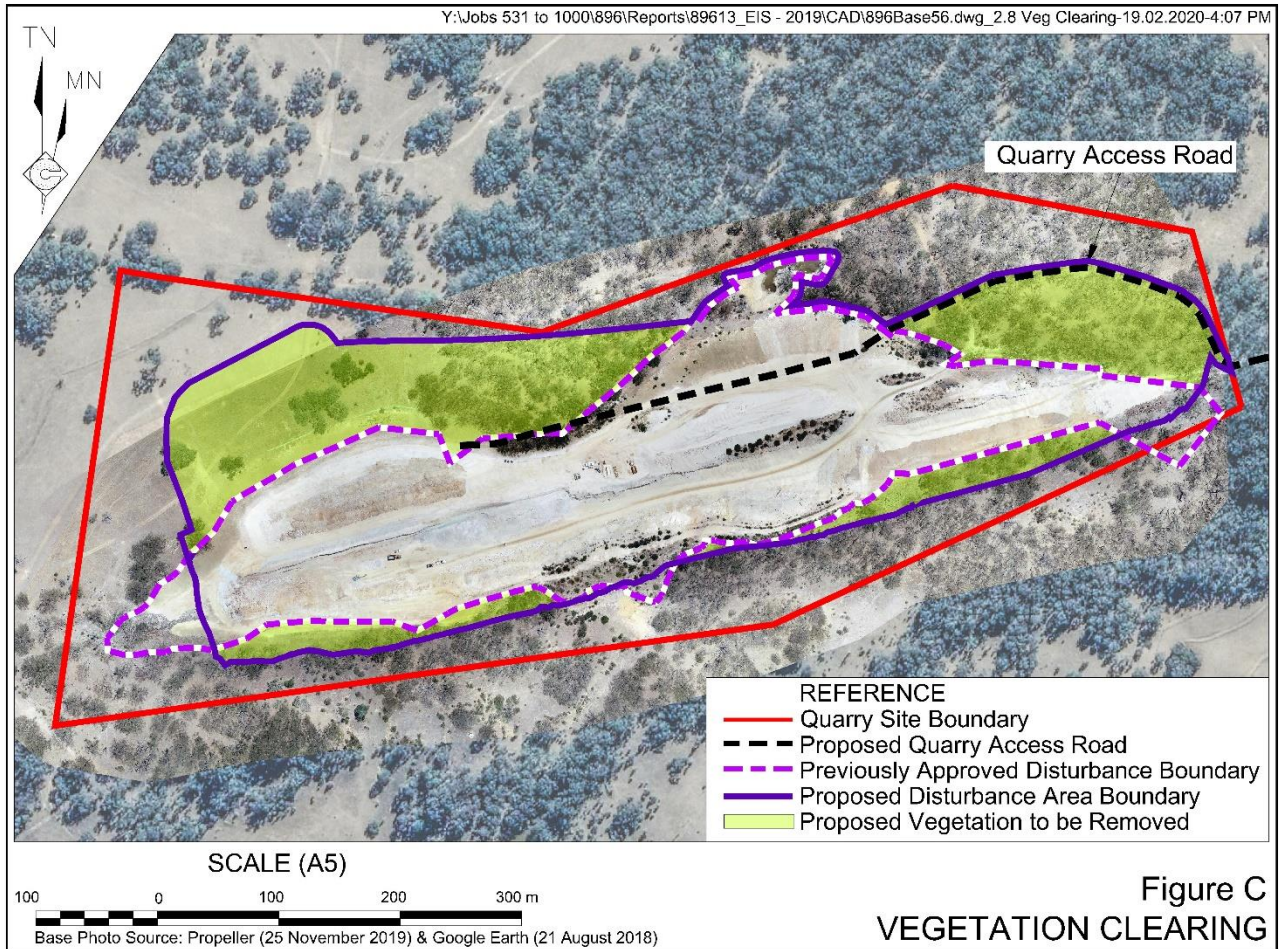 Y:\Jobs 531 to 1000\896\Reports\89613_EIS - 2019\CAD\896Base56.dwg_2.8 Veg Clearing-19.02.2020-4:07 PM
TN
MN
Quarry Access Road
REFERENCE
Quarry Site Boundary
Proposed Quarry Access Road
Previously Approved Disturbance Boundary
Proposed Disturbance Area Boundary
Proposed Vegetation to be Removed
SCALE (A5)
100 0 100 200 300 m
Base Photo Source: Propeller (25 November 2019) & Google Earth (21 August 2018)
Figure C
VEGETATION CLEARING